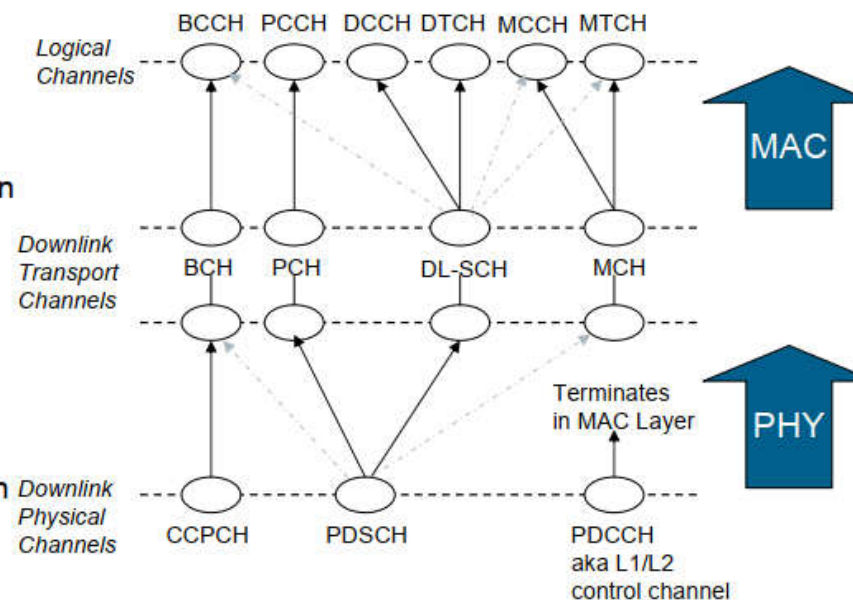 BCCH PCCH DCCH DTCH MCCH MTCH
Logical
Channels
MAC
n
Downlink
Transport
Channels
BCH PCH DL-SCH MCH
Terminates
in MAC Layer
PHY
n
Downlink
Physical
Channels
CCPCH PDSCH PDCCH
aka L1/L2
control channel